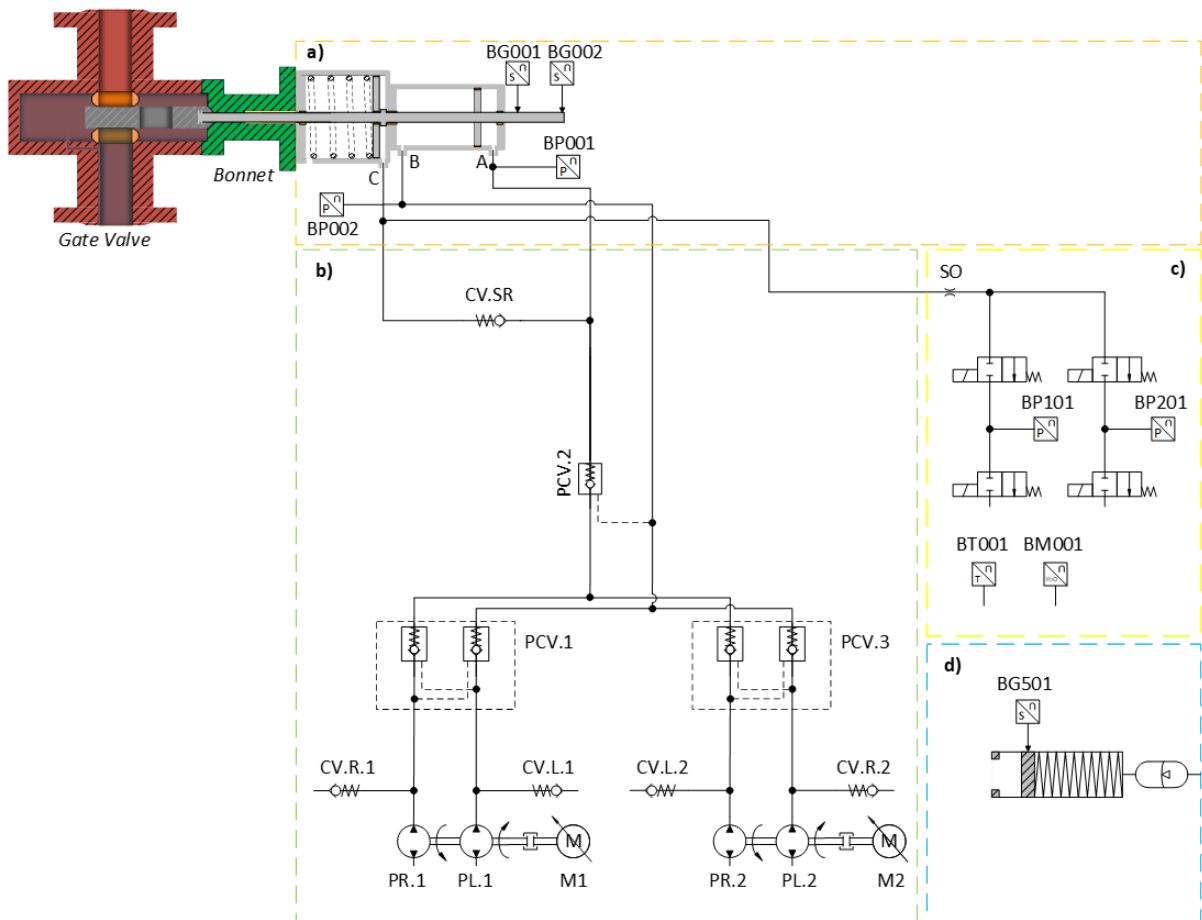 a)
BG001 BG002
S n
S n
BP001
P n
C
B
A
Bonnet
P n
BP002
Gate Valve
b)
c)
SO
CV.SR
BP101
P n
BP201
P n
PCV.2
BT001
BM001
T n
n
PCV.1
PCV.3
d)
BG501
S n
CV.R.1
CV.L.1
CV.L.2
CV.R.2
M
M
PR.1
PL.1
M1
PR.2
PL.2
M2